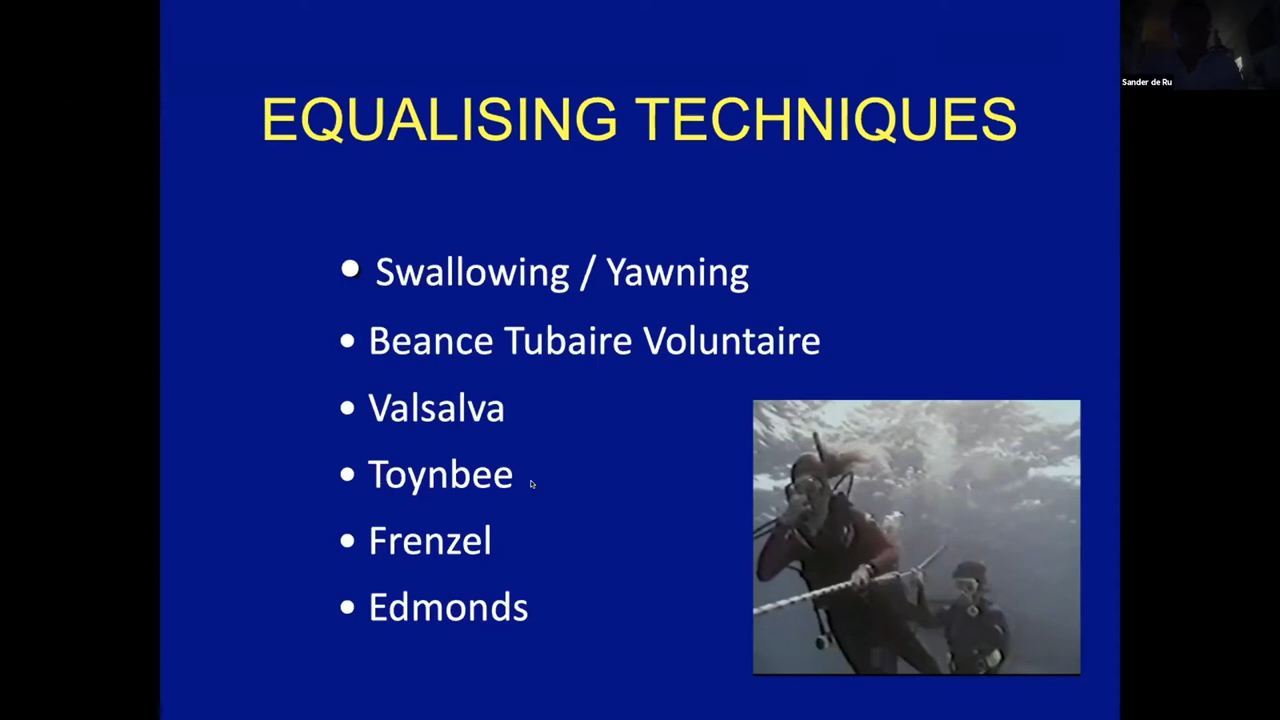 Sander de Ru
EQUALISING TECHNIQUES
• Swallowing / Yawning
• Beance Tubaire Voluntaire
• Valsalva
• Toynbee
• Frenzel
• Edmonds